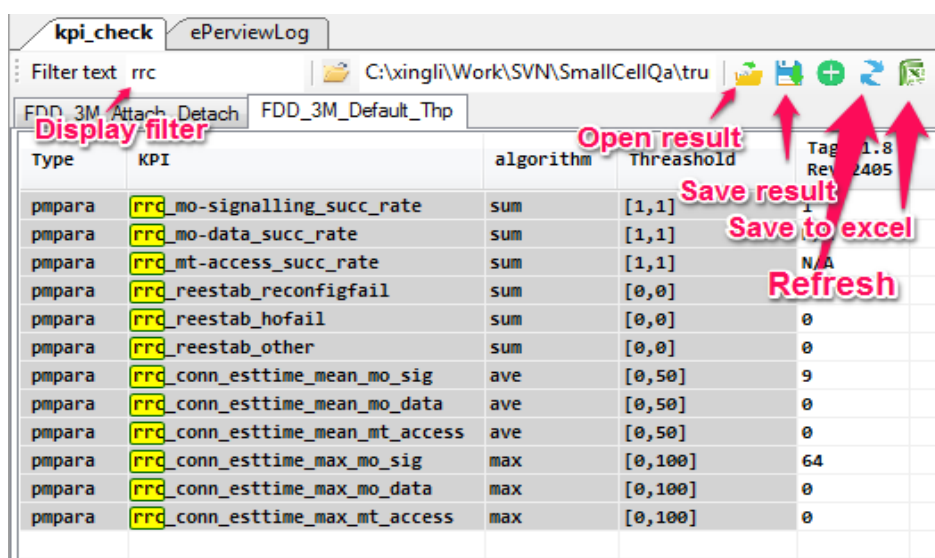 kpi_check ePerviewLog
Filter text rrc C:\xingli\Work\SVN\SmallCellQa\tru
FDD_3M_Attach_Detach FDD_3M_Default_Thp
Display filter
Open result
Save result
Save to excel
Refresh
Type KPI algorithm Threashold
pmpara rrc_mo-signalling_succ_rate sum [1,1] 1
pmpara rrc_mo-data_succ_rate sum [1,1]
pmpara rrc_mt-access_succ_rate sum [1,1] N/A
pmpara rrc_reestab_reconfigfail sum [0,0]
pmpara rrc_reestab_hofail sum [0,0] 0
pmpara rrc_reestab_other sum [0,0] 0
pmpara rrc_conn_esttime_mean_mo_sig ave [0,50] 9
pmpara rrc_conn_esttime_mean_mo_data ave [0,50] 0
pmpara rrc_conn_esttime_mean_mt_access ave [0,50] 0
pmpara rrc_conn_esttime_max_mo_sig max [0,100] 64
pmpara rrc_conn_esttime_max_mo_data max [0,100] 0
pmpara rrc_conn_esttime_max_mt_access max [0,100] 0